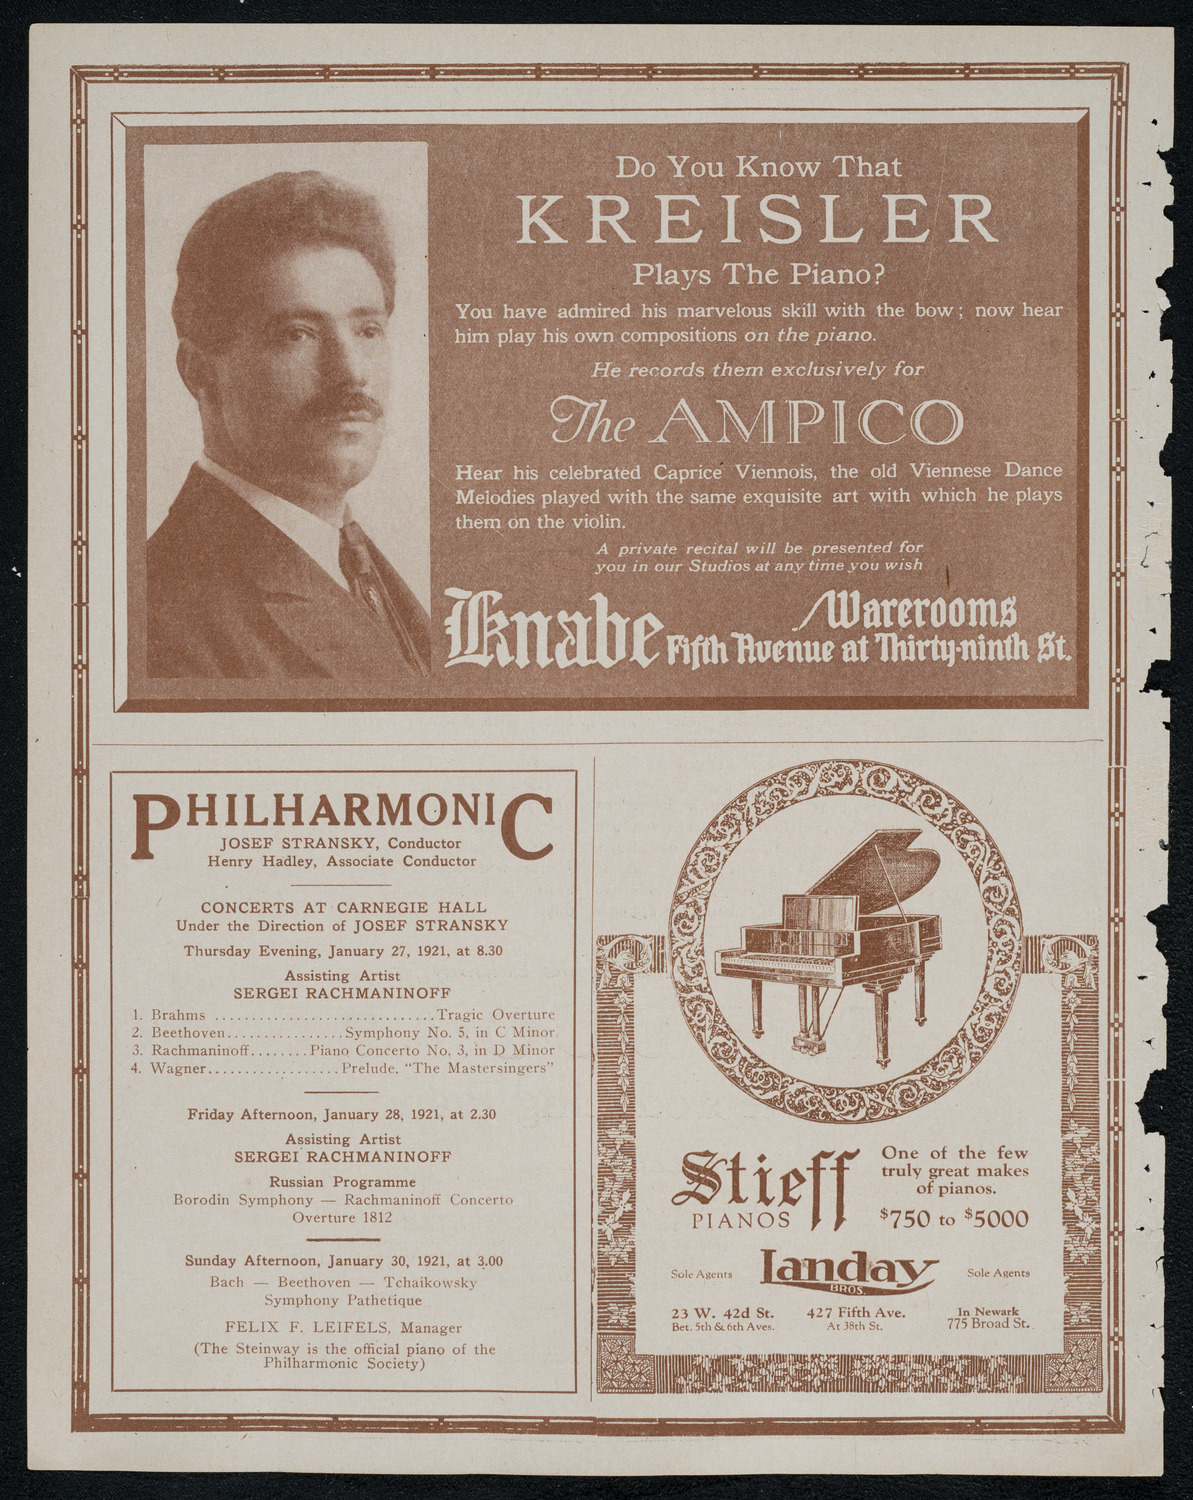 Do You Know That
KREISLER
Plays The Piano?
You have admired his marvelous skill with the bow; now hear
him play his own compositions on the piano.
He records them exclusively for
The AMPICO
Hear his celebrated Caprice Viennois, the old Viennese Dance
Melodies played with the same exquisite art with which he plays
them on the violin.
A private recital will be presented for
you in our Studios at any time you wish
Knabe Warerooms
Fifth Avenue at Thirty-ninth St.
PHILHARMONIC
JOSEF STRANSKY, Conductor
Henry Hadley, Associate Conductor
CONCERTS AT CARNEGIE HALL
Under the Direction of JOSEF STRANSKY
Thursday Evening, January 27, 1921, at 8.30
Assisting Artist
SERGEI RACHMANINOFF
1. Brahms ............................Tragic Overture
2. Beethoven.................Symphony No. 5, in C Minor
3. Rachmaninoff........Piano Concerto No. 3, in D Minor
4. Wagner..................Prelude, "The Mastersingers"
Friday Afternoon, January 28, 1921, at 2.30
Assisting Artist
SERGEI RACHMANINOFF
Russian Programme
Borodin Symphony — Rachmaninoff Concerto
Overture 1812
Sunday Afternoon, January 30, 1921, at 3.00
Bach — Beethoven — Tchaikowsky
Symphony Pathetique
FELIX F. LEIFELS, Manager
(The Steinway is the official piano of the
Philharmonic Society)
Stieff
PIANOS
One of the few
truly great makes
of pianos.
$750 to $5000
Sole Agents
Landay
BROS.
Sole Agents
23 W. 42d St.
Bet. 5th & 6th Aves.
427 Fifth Ave.
At 38th St.
In Newark
775 Broad St.